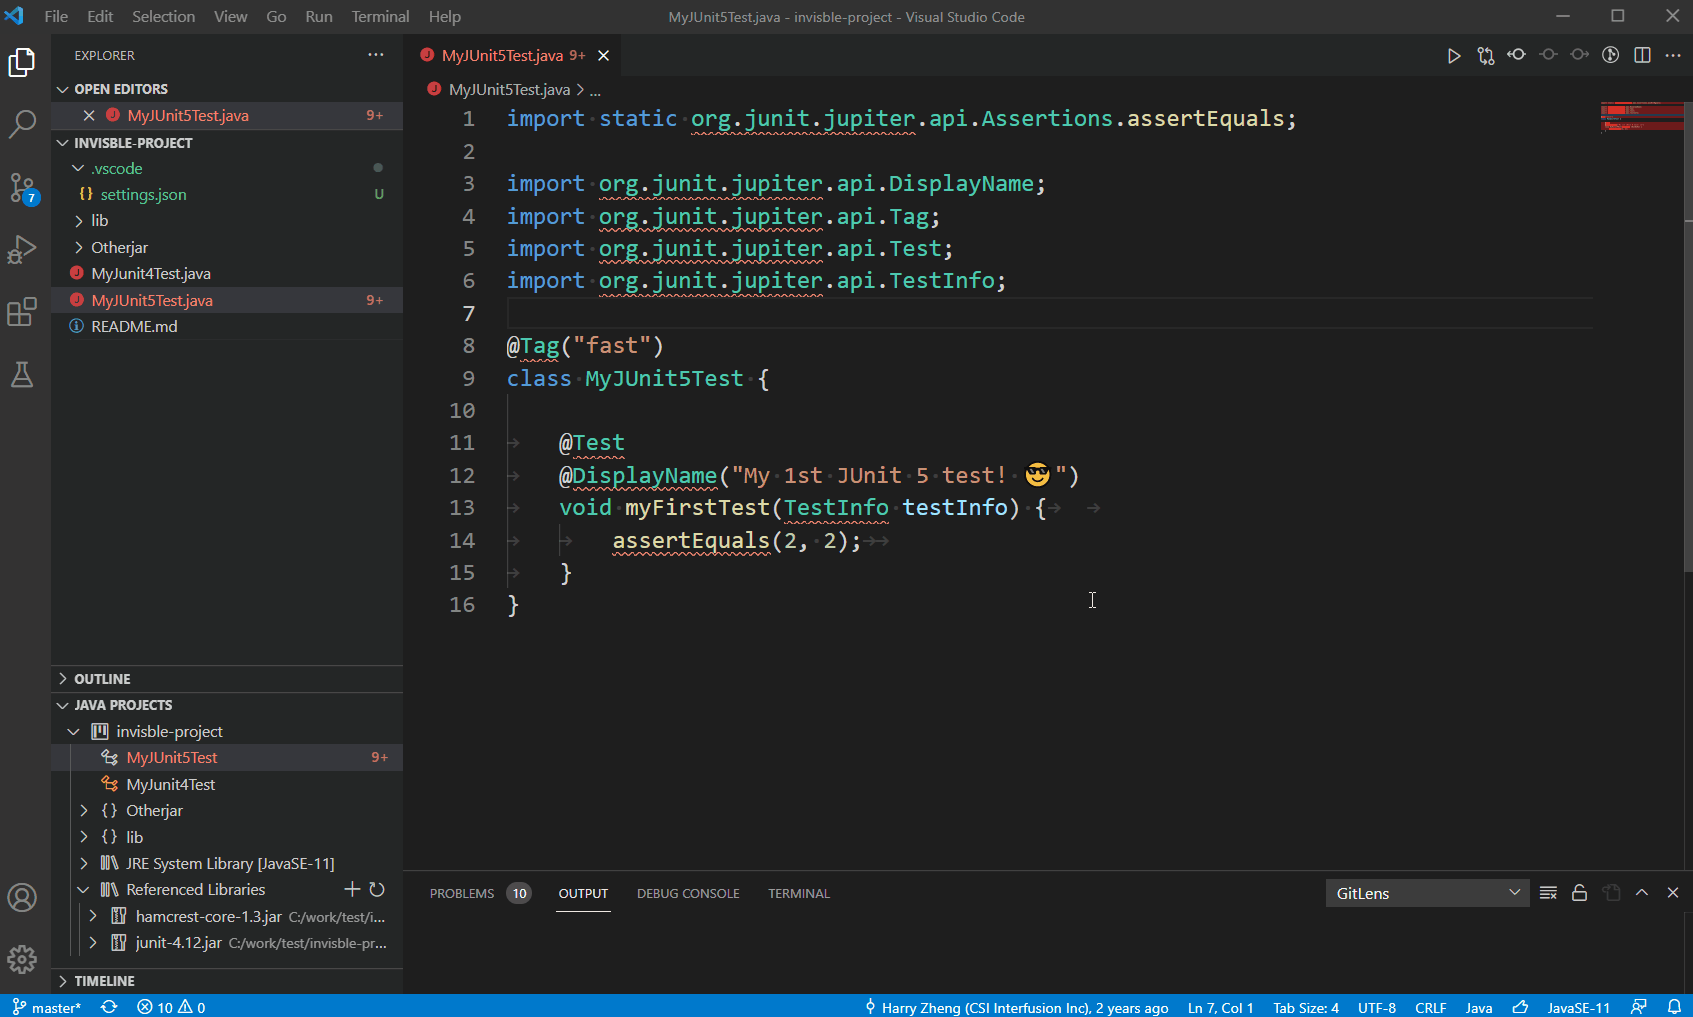 File Edit Selection View Go Run Terminal Help
MyJUnit5Test.java - invisble-project - Visual Studio Code
EXPLORER
OPEN EDITORS
MyJUnit5Test.java 9+
INVISBLE-PROJECT
.vscode
{} settings.json U
lib
Otherjar
MyJunit4Test.java
MyJUnit5Test.java 9+
README.md
7
OUTLINE
JAVA PROJECTS
invisble-project
MyJUnit5Test 9+
MyJunit4Test
{} Otherjar
{} lib
JRE System Library [JavaSE-11]
Referenced Libraries
hamcrest-core-1.3.jar C:/work/test/i...
junit-4.12.jar C:/work/test/invisble-pr...
TIMELINE
MyJUnit5Test.java 9+
MyJUnit5Test.java > ...
1 import static org.junit.jupiter.api.Assertions.assertEquals;
2
3 import org.junit.jupiter.api.DisplayName;
4 import org.junit.jupiter.api.Tag;
5 import org.junit.jupiter.api.Test;
6 import org.junit.jupiter.api.TestInfo;
7
8 @Tag("fast")
9 class MyJUnit5Test {
10
11 @Test
12 @DisplayName("My 1st JUnit 5 test! 😎")
13 void myFirstTest(TestInfo testInfo) {
14 assertEquals(2, 2);
15 }
16 }
PROBLEMS 10 OUTPUT DEBUG CONSOLE TERMINAL GitLens
master* 10 0 Harry Zheng (CSI Interfusion Inc), 2 years ago Ln 7, Col 1 Tab Size: 4 UTF-8 CRLF Java JavaSE-11